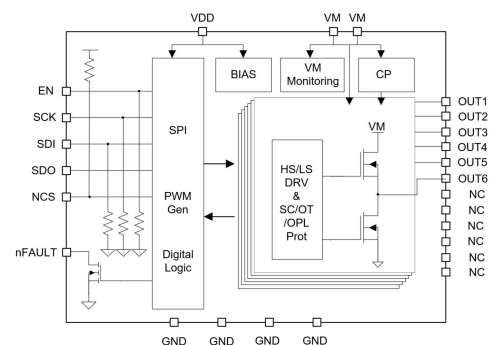 VDD
VM VM
BIAS
VM
Monitoring
CP
EN
SCK
SDI
SDO
NCS
nFAULT
SPI
PWM
Gen
Digital
Logic
VM
HS/LS
DRV
&
SC/OT
/OPL
Prot
OUT1
OUT2
OUT3
OUT4
OUT5
OUT6
NC
NC
NC
NC
NC
NC
GND GND GND GND